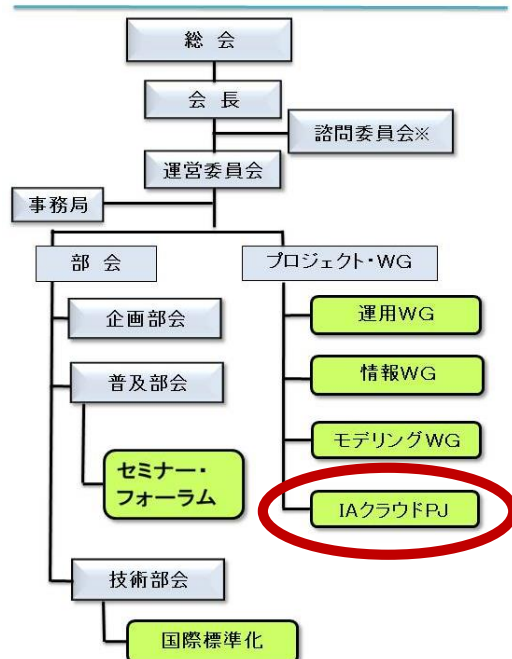 総 会
会 長
諮問委員会※
運営委員会
事務局
部 会
プロジェクト・WG
企画部会
運用WG
普及部会
情報WG
モデリングWG
セミナー・
フォーラム
IAクラウドPJ
技術部会
国際標準化